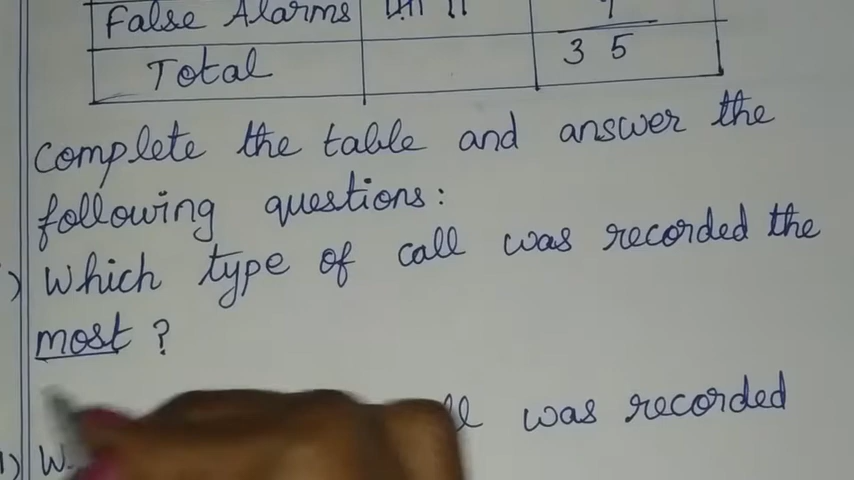 False Alarms
Total 35
Complete the table and answer the
following questions:
) Which type of call was recorded the
most ?
was recorded